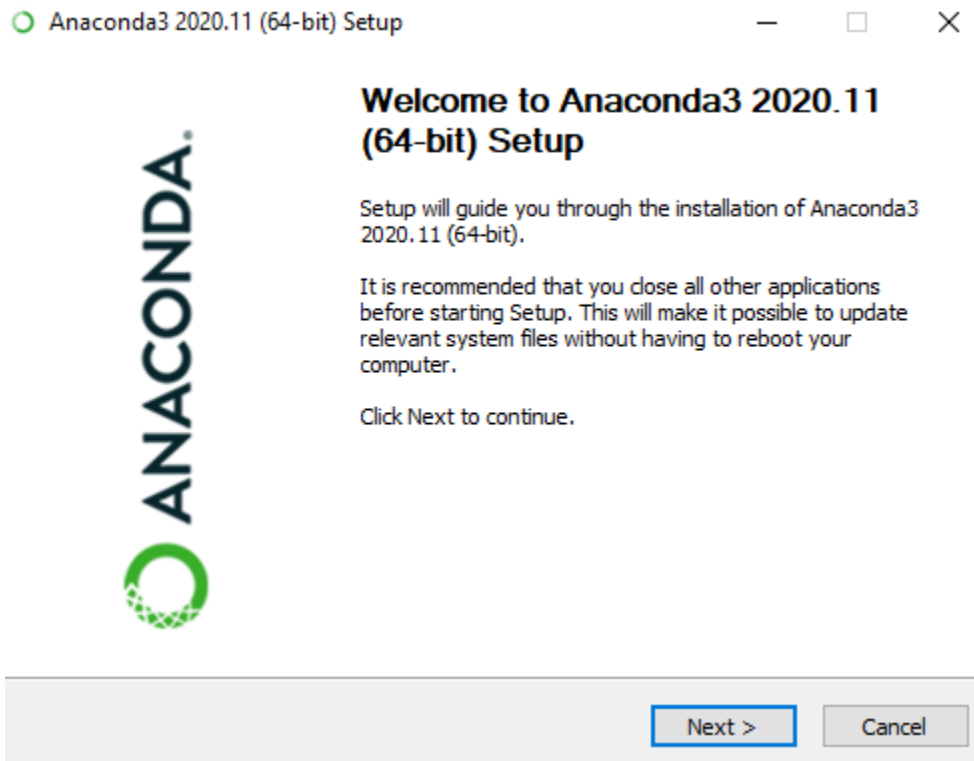 Anaconda3 2020.11 (64-bit) Setup
Welcome to Anaconda3 2020.11
(64-bit) Setup
Setup will guide you through the installation of Anaconda3
2020.11 (64-bit).
It is recommended that you close all other applications
before starting Setup. This will make it possible to update
relevant system files without having to reboot your
computer.
Click Next to continue.
ANACONDA.
Next >
Cancel